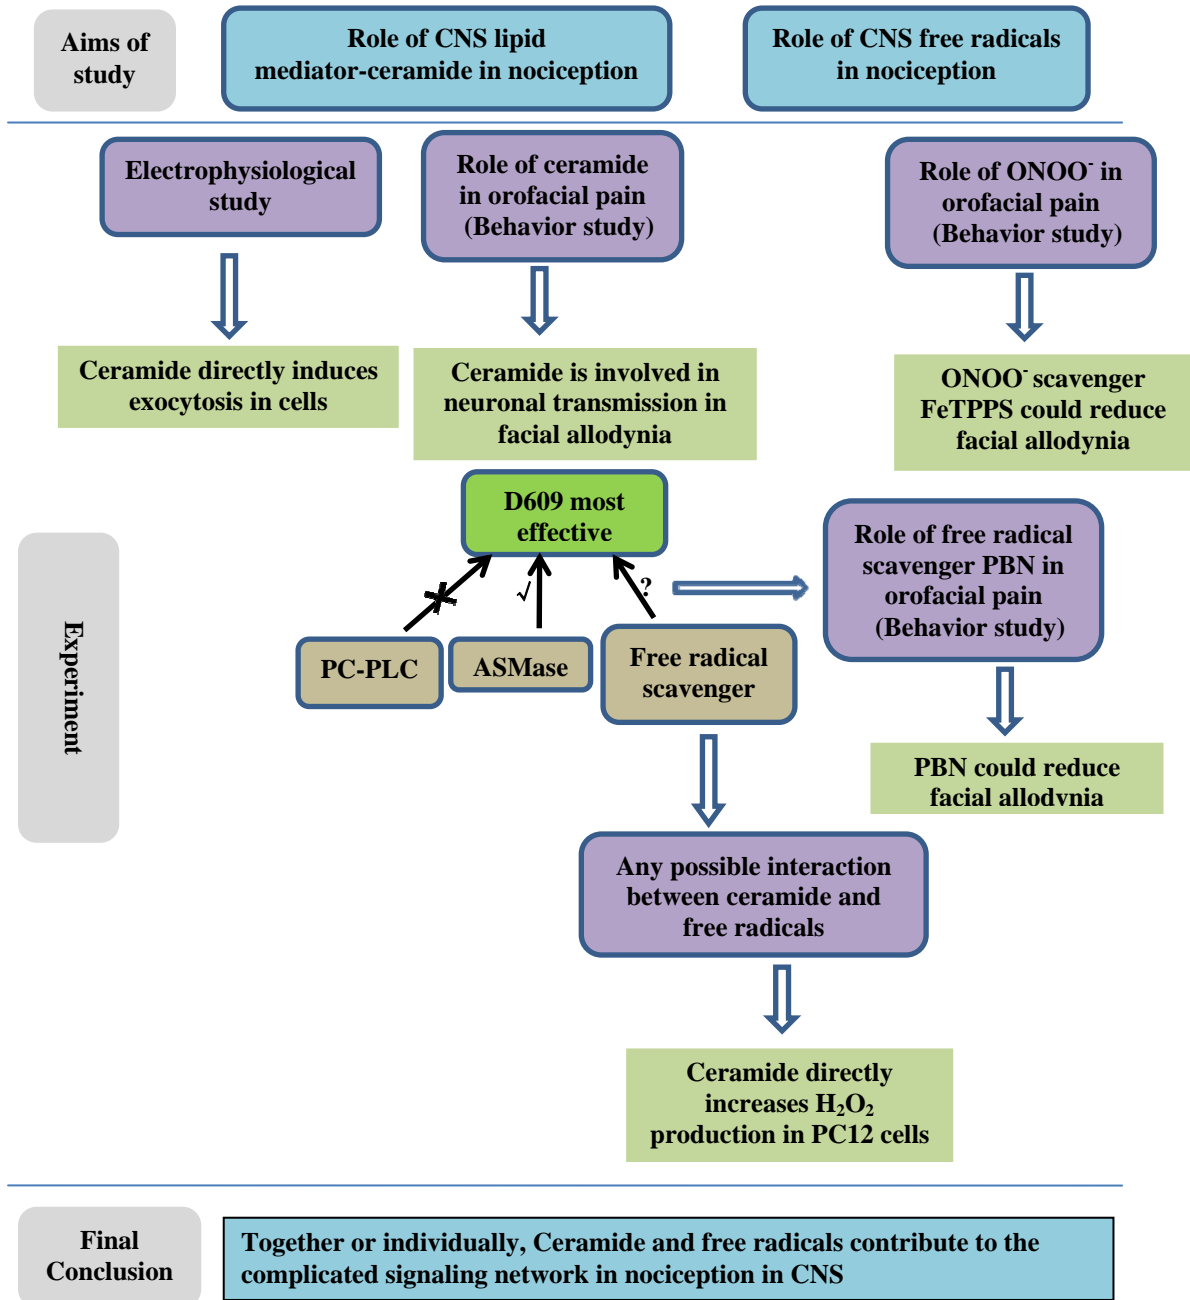 Aims of
study
Role of CNS lipid
mediator-ceramide in nociception
Role of CNS free radicals
in nociception
Electrophysiological
study
Role of ceramide
in orofacial pain
(Behavior study)
Role of ONOO⁻ in
orofacial pain
(Behavior study)
Ceramide directly induces
exocytosis in cells
Ceramide is involved in
neuronal transmission in
facial allodynia
ONOO⁻ scavenger
FeTPPS could reduce
facial allodynia
Experiment
D609 most
effective
√
?
PC-PLC
ASMase
Free radical
scavenger
Role of free radical
scavenger PBN in
orofacial pain
(Behavior study)
PBN could reduce
facial allodynia
Any possible interaction
between ceramide and
free radicals
Ceramide directly
increases H₂O₂
production in PC12 cells
Final
Conclusion
Together or individually, Ceramide and free radicals contribute to the
complicated signaling network in nociception in CNS